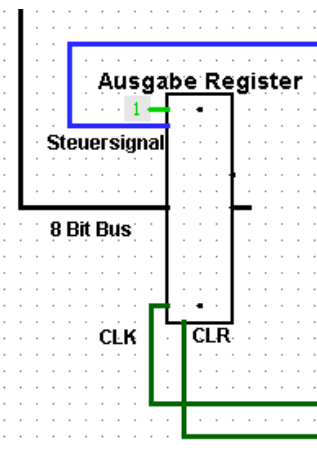 Ausgabe Register
1
Steuersignal
8 Bit Bus
CLK
CLR